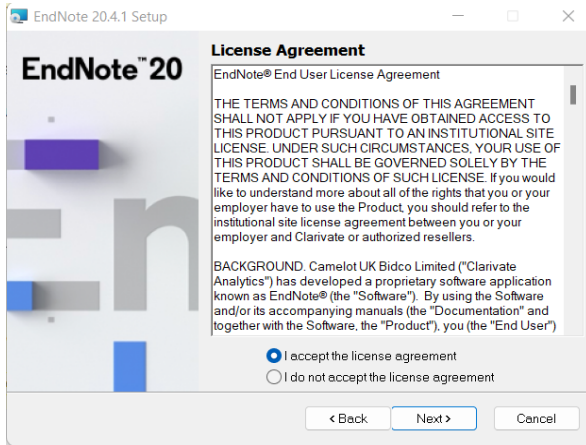 EndNote 20.4.1 Setup
EndNote™ 20
License Agreement
EndNote® End User License Agreement
THE TERMS AND CONDITIONS OF THIS AGREEMENT
SHALL NOT APPLY IF YOU HAVE OBTAINED ACCESS TO
THIS PRODUCT PURSUANT TO AN INSTITUTIONAL SITE
LICENSE. UNDER SUCH CIRCUMSTANCES, YOUR USE OF
THIS PRODUCT SHALL BE GOVERNED SOLELY BY THE
TERMS AND CONDITIONS OF SUCH LICENSE. If you would
like to understand more about all of the rights that you or your
employer have to use the Product, you should refer to the
institutional site license agreement between you or your
employer and Clarivate or authorized resellers.
BACKGROUND. Camelot UK Bidco Limited ("Clarivate
Analytics") has developed a proprietary software application
known as EndNote® (the "Software"). By using the Software
and/or its accompanying manuals (the "Documentation" and
together with the Software, the "Product"), you (the "End User")
I accept the license agreement
I do not accept the license agreement
< Back
Next >
Cancel